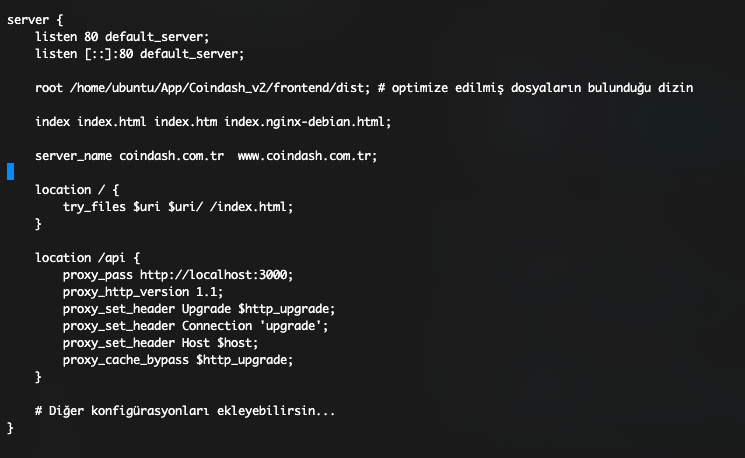 server {
    listen 80 default_server;
    listen [::]:80 default_server;

    root /home/ubuntu/App/Coindash_v2/frontend/dist; # optimize edilmiş dosyaların bulunduğu dizin

    index index.html index.htm index.nginx-debian.html;

    server_name coindash.com.tr  www.coindash.com.tr;

    location / {
        try_files $uri $uri/ /index.html;
    }

    location /api {
        proxy_pass http://localhost:3000;
        proxy_http_version 1.1;
        proxy_set_header Upgrade $http_upgrade;
        proxy_set_header Connection 'upgrade';
        proxy_set_header Host $host;
        proxy_cache_bypass $http_upgrade;
    }

    # Diğer konfigürasyonları ekleyebilirsin...
}